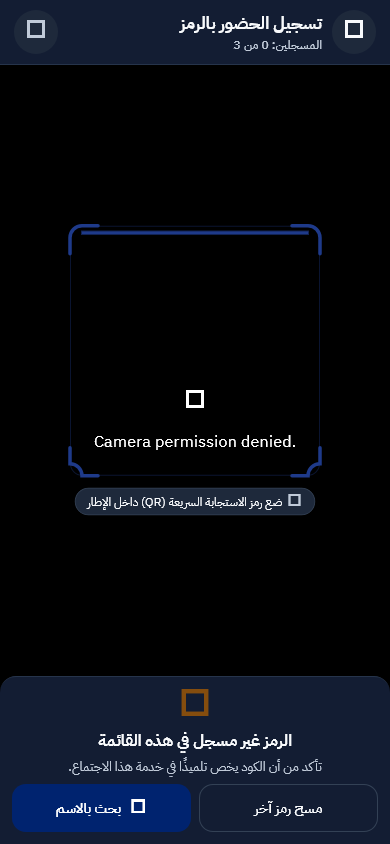 تسجيل الحضور بالرمز
المسجلين: 0 من 3
Camera permission denied.
ضع رمز الاستجابة السريعة (QR) داخل الإطار
الرمز غير مسجل في هذه القائمة
تأكد من أن الكود يخص تلميذًا في خدمة هذا الاجتماع.
مسح رمز آخر
بحث بالاسم